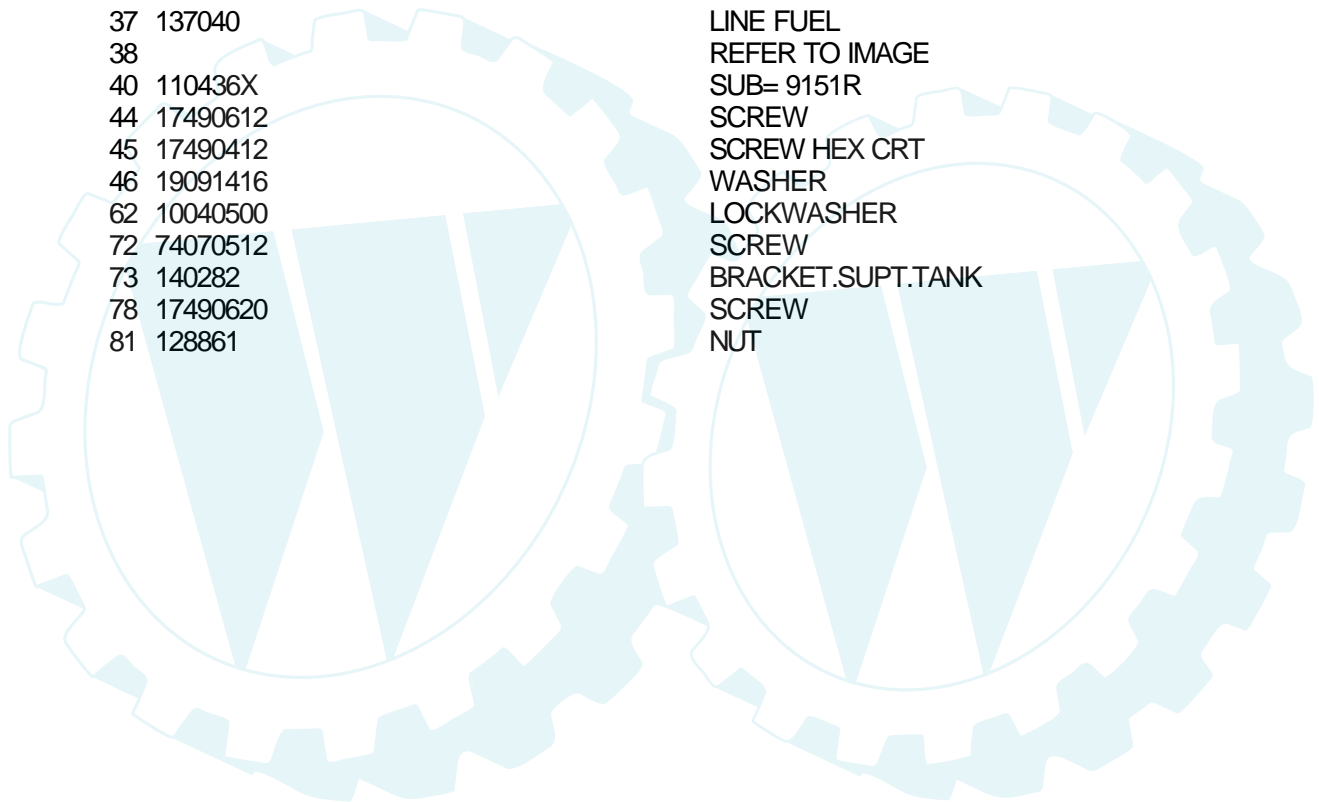 37 137040 LINE FUEL
38 REFER TO IMAGE
40 110436X SUB= 9151R
44 17490612 SCREW
45 17490412 SCREW HEX CRT
46 19091416 WASHER
62 10040500 LOCKWASHER
72 74070512 SCREW
73 140282 BRACKET.SUPT.TANK
78 17490620 SCREW
81 128861 NUT